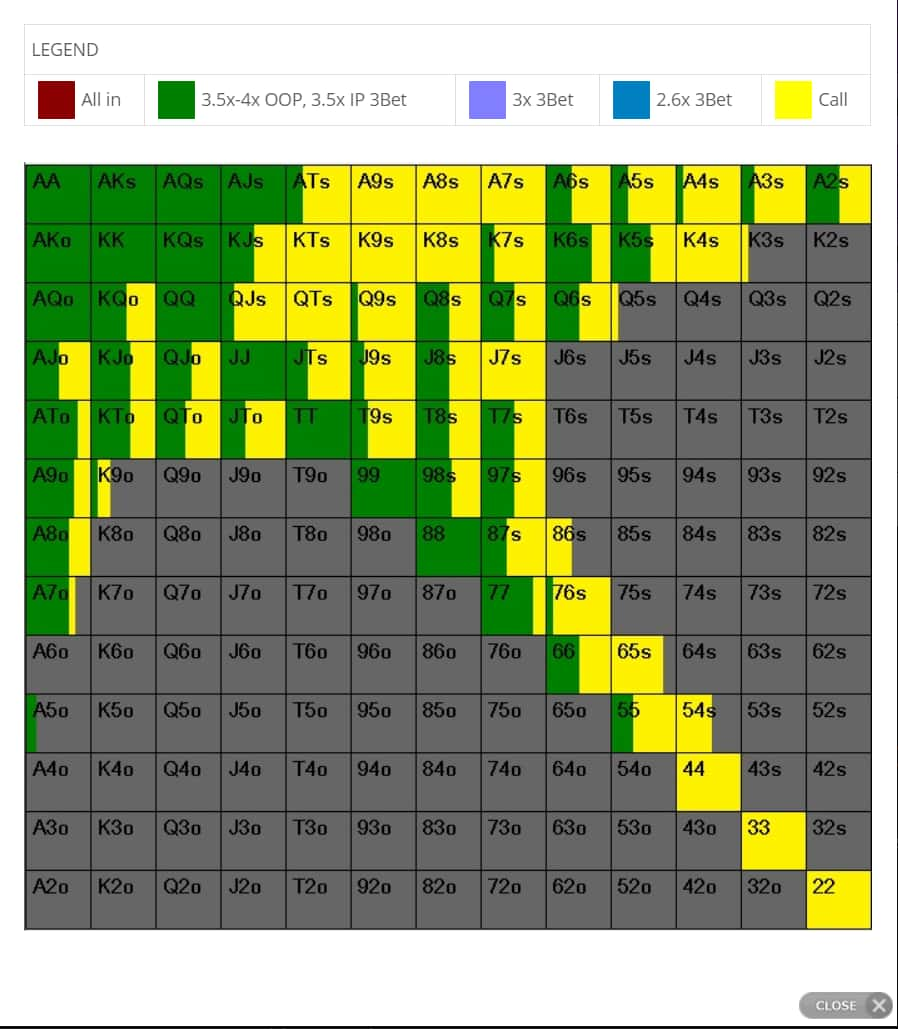 LEGEND
All in 3.5x-4x OOP, 3.5x IP 3Bet 3x 3Bet 2.6x 3Bet Call
AA AKs AQs AJs ATs A9s A8s A7s A6s A5s A4s A3s A2s
AKo KK KQs KJs KTs K9s K8s K7s K6s K5s K4s K3s K2s
AQo KQo QQ QJs QTs Q9s Q8s Q7s Q6s Q5s Q4s Q3s Q2s
AJo KJo QJo JJ JTs J9s J8s J7s J6s J5s J4s J3s J2s
ATo KTo QTo JTo TT T9s T8s T7s T6s T5s T4s T3s T2s
A9o K9o Q9o J9o T9o 99 98s 97s 96s 95s 94s 93s 92s
A8o K8o Q8o J8o T8o 98o 88 87s 86s 85s 84s 83s 82s
A7o K7o Q7o J7o T7o 97o 87o 77 76s 75s 74s 73s 72s
A6o K6o Q6o J6o T6o 96o 86o 76o 66 65s 64s 63s 62s
A5o K5o Q5o J5o T5o 95o 85o 75o 65o 55 54s 53s 52s
A4o K4o Q4o J4o T4o 94o 84o 74o 64o 54o 44 43s 42s
A3o K3o Q3o J3o T3o 93o 83o 73o 63o 53o 43o 33 32s
A2o K2o Q2o J2o T2o 92o 82o 72o 62o 52o 42o 32o 22
CLOSE